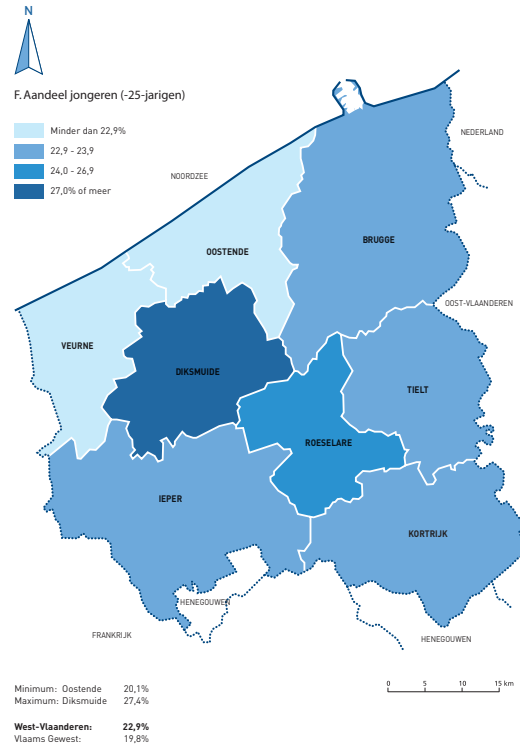 N
F. Aandeel jongeren (-25-jarigen)
Minder dan 22,9%
22,9 - 23,9
24,0 - 26,9
27,0% of meer
NEDERLAND
NOORDZEE
BRUGGE
OOSTENDE
OOST-VLAANDEREN
VEURNE
DIKSMUIDE
TIELT
ROESELARE
IEPER
KORTRIJK
HENEGOUWEN
FRANKRIJK
HENEGOUWEN
0 5 10 15 km
Minimum: Oostende 20,1%
Maximum: Diksmuide 27,4%
West-Vlaanderen: 22,9%
Vlaams Gewest: 19,8%